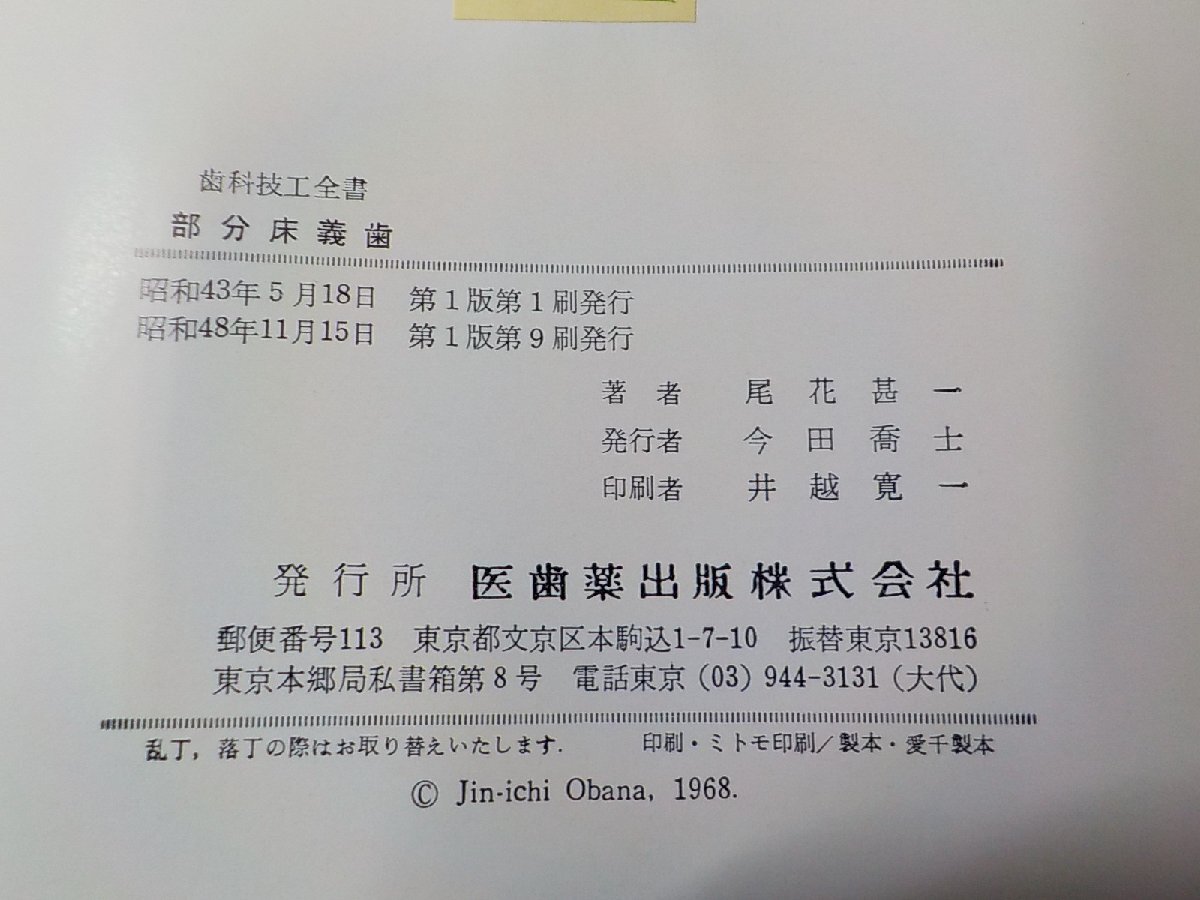 歯科技工全書
部分床義歯
昭和43年5月18日 第1版第1刷発行
昭和48年11月15日 第1版第9刷発行
著者 尾花甚一
発行者 今田喬士
印刷者 井越寛一
発行所 医歯薬出版株式会社
郵便番号113 東京都文京区本駒込1-7-10 振替東京13816
東京本郷局私書箱第8号 電話東京(03)944-3131(大代)
乱丁,落丁の際はお取り替えいたします. 印刷・ミトモ印刷/製本・愛千製本
© Jin-ichi Obana, 1968.